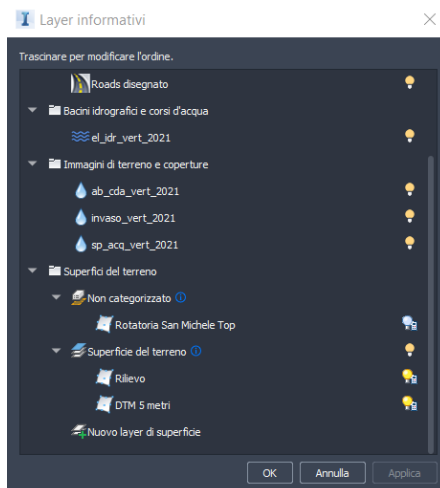 Layer informativi
Trascinare per modificare l'ordine.
Roads disegnato
Bacini idrografici e corsi d'acqua
el_idr_vert_2021
Immagini di terreno e coperture
ab_cda_vert_2021
invaso_vert_2021
sp_acq_vert_2021
Superfici del terreno
Non categorizzato
Rotatoria San Michele Top
Superficie del terreno
Rilievo
DTM 5 metri
Nuovo layer di superficie
OK Annulla Applica